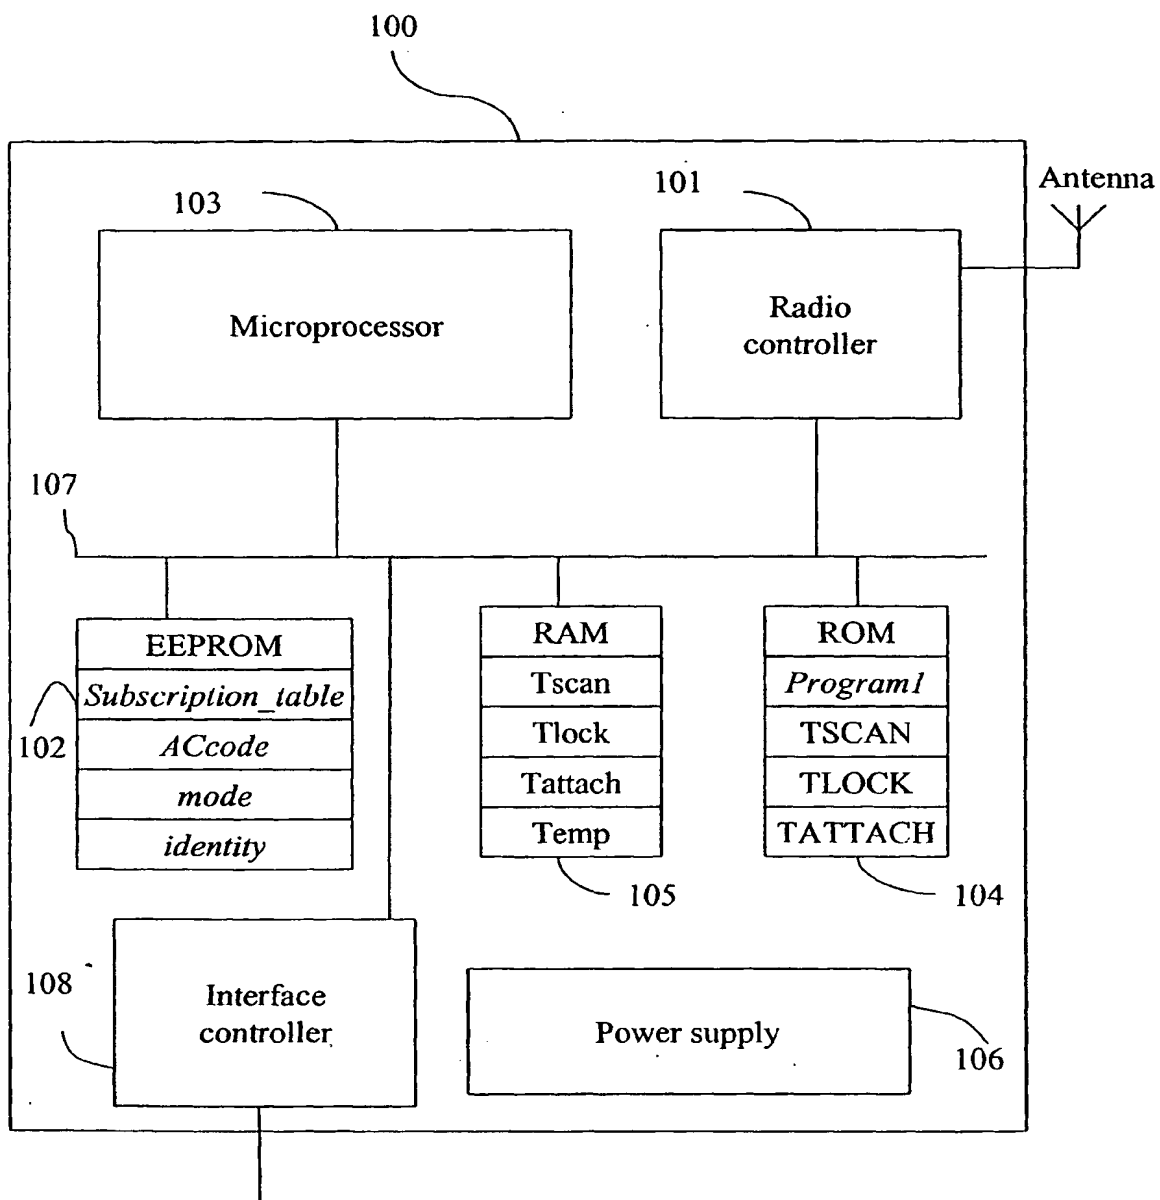 100
103
101
Antenna
Microprocessor
Radio
controller
107
EEPROM
Subscription_table
ACcode
mode
identity
102
RAM
Tscan
Tlock
Tattach
Temp
105
ROM
Program1
TSCAN
TLOCK
TATTACH
104
108
Interface
controller
Power supply
106